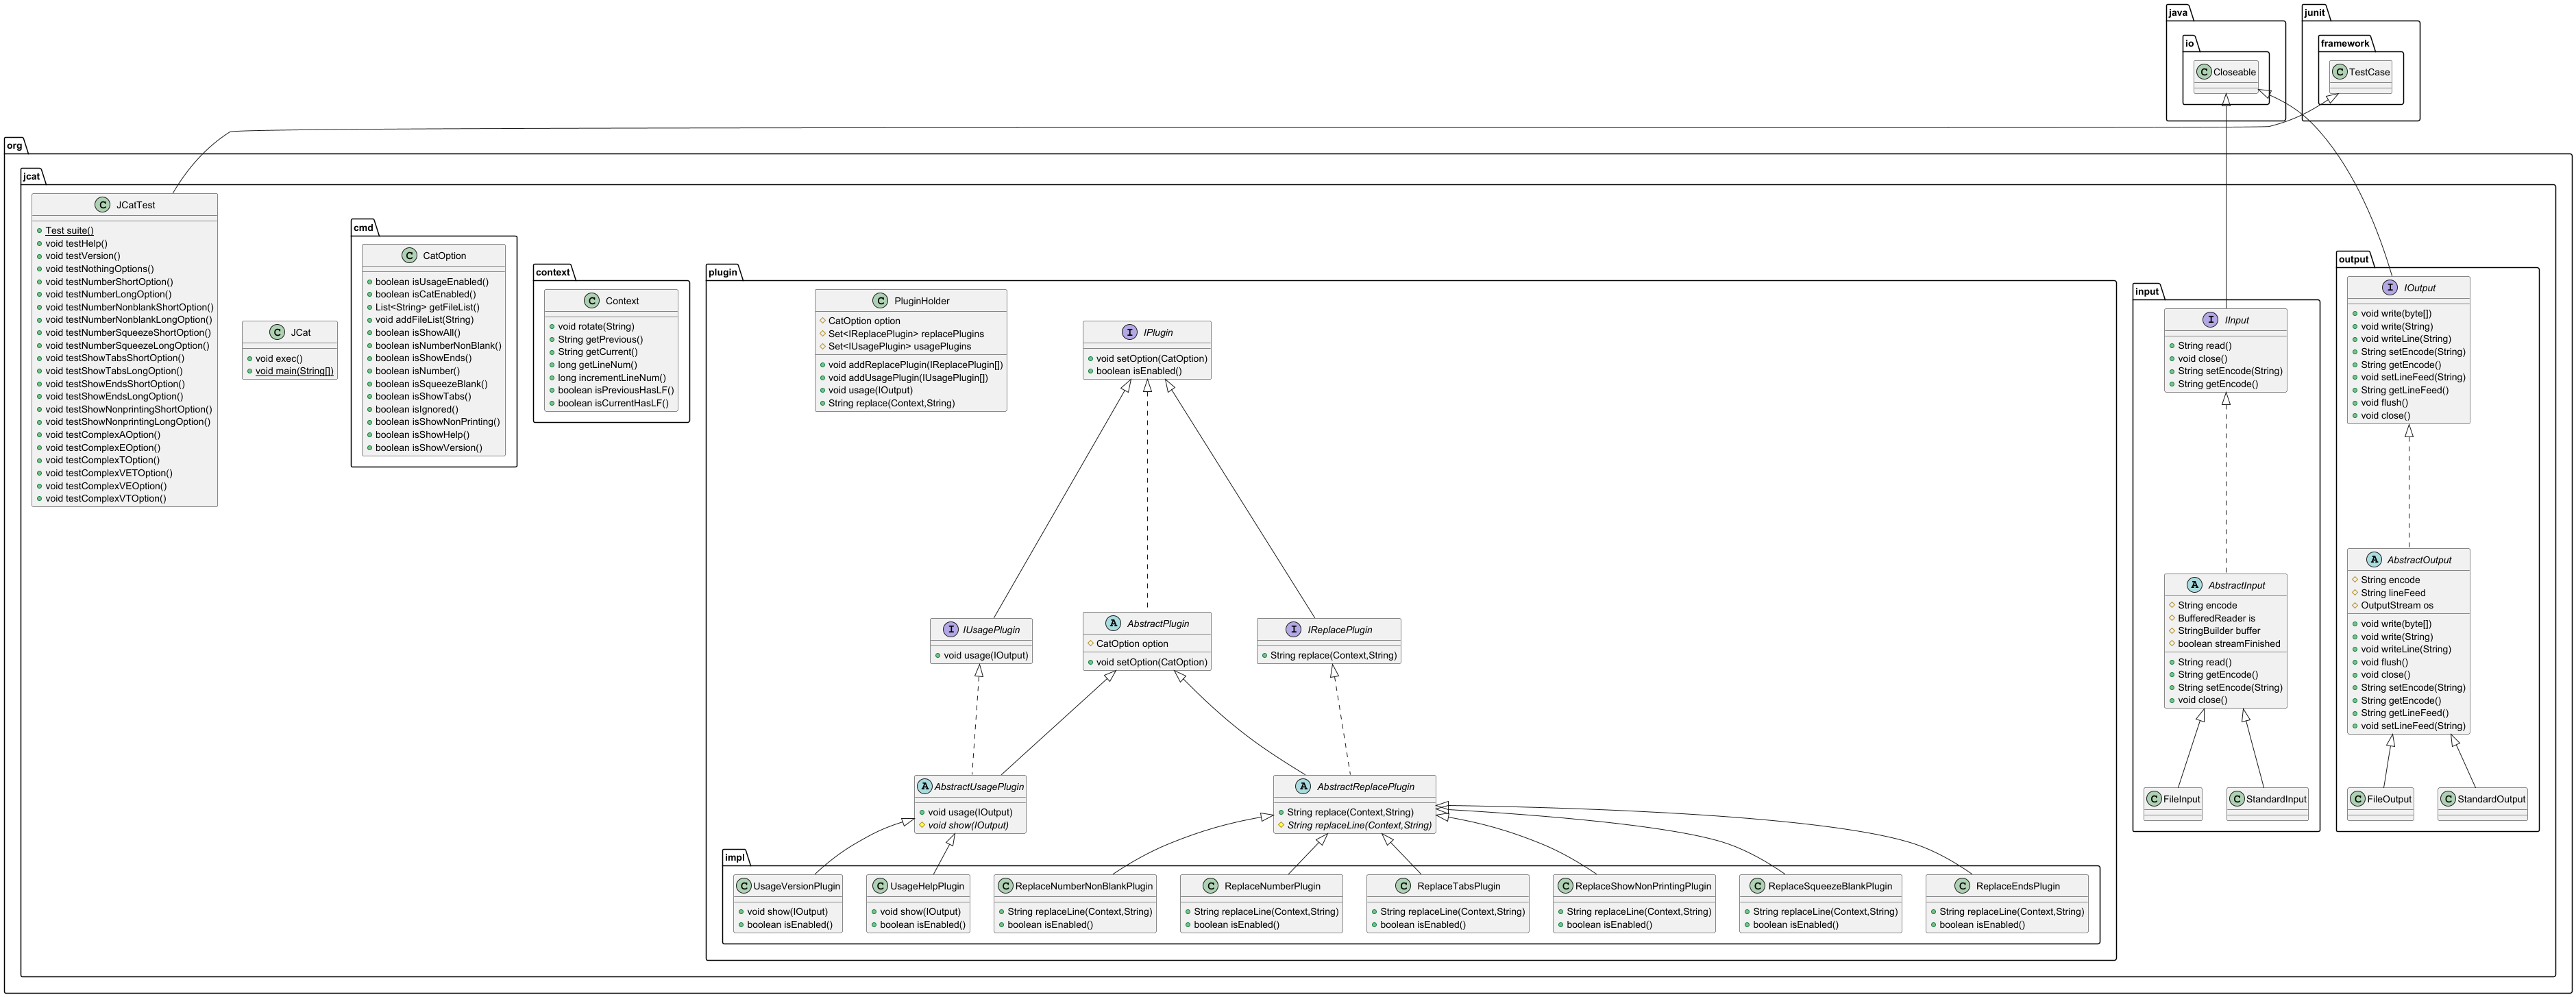 java
io
C Closeable
junit
framework
C TestCase
org
jcat
C JCatTest
Test suite()
void testHelp()
void testVersion()
void testNothingOptions()
void testNumberShortOption()
void testNumberLongOption()
void testNumberNonblankShortOption()
void testNumberNonblankLongOption()
void testNumberSqueezeShortOption()
void testNumberSqueezeLongOption()
void testShowTabsShortOption()
void testShowTabsLongOption()
void testShowEndsShortOption()
void testShowEndsLongOption()
void testShowNonprintingShortOption()
void testShowNonprintingLongOption()
void testComplexAOption()
void testComplexEOption()
void testComplexTOption()
void testComplexVETOption()
void testComplexVEOption()
void testComplexVTOption()
C JCat
void exec()
void main(String[])
cmd
C CatOption
boolean isUsageEnabled()
boolean isCatEnabled()
List<String> getFileList()
void addFileList(String)
boolean isShowAll()
boolean isNumberNonBlank()
boolean isShowEnds()
boolean isNumber()
boolean isSqueezeBlank()
boolean isShowTabs()
boolean isIgnored()
boolean isShowNonPrinting()
boolean isShowHelp()
boolean isShowVersion()
context
C Context
void rotate(String)
String getPrevious()
String getCurrent()
long getLineNum()
long incrementLineNum()
boolean isPreviousHasLF()
boolean isCurrentHasLF()
plugin
C PluginHolder
CatOption option
Set<IReplacePlugin> replacePlugins
Set<IUsagePlugin> usagePlugins
void addReplacePlugin(IReplacePlugin[])
void addUsagePlugin(IUsagePlugin[])
void usage(IOutput)
String replace(Context,String)
I IPlugin
void setOption(CatOption)
boolean isEnabled()
I IUsagePlugin
void usage(IOutput)
A AbstractPlugin
CatOption option
void setOption(CatOption)
I IReplacePlugin
String replace(Context,String)
A AbstractUsagePlugin
void usage(IOutput)
void show(IOutput)
A AbstractReplacePlugin
String replace(Context,String)
String replaceLine(Context,String)
impl
C UsageVersionPlugin
void show(IOutput)
boolean isEnabled()
C UsageHelpPlugin
void show(IOutput)
boolean isEnabled()
C ReplaceNumberNonBlankPlugin
String replaceLine(Context,String)
boolean isEnabled()
C ReplaceNumberPlugin
String replaceLine(Context,String)
boolean isEnabled()
C ReplaceTabsPlugin
String replaceLine(Context,String)
boolean isEnabled()
C ReplaceShowNonPrintingPlugin
String replaceLine(Context,String)
boolean isEnabled()
C ReplaceSqueezeBlankPlugin
String replaceLine(Context,String)
boolean isEnabled()
C ReplaceEndsPlugin
String replaceLine(Context,String)
boolean isEnabled()
input
I IInput
String read()
void close()
String setEncode(String)
String getEncode()
A AbstractInput
String encode
BufferedReader is
StringBuilder buffer
boolean streamFinished
String read()
String getEncode()
String setEncode(String)
void close()
C FileInput
C StandardInput
output
I IOutput
void write(byte[])
void write(String)
void writeLine(String)
String setEncode(String)
String getEncode()
void setLineFeed(String)
String getLineFeed()
void flush()
void close()
A AbstractOutput
String encode
String lineFeed
OutputStream os
void write(byte[])
void write(String)
void writeLine(String)
void flush()
void close()
String setEncode(String)
String getEncode()
String getLineFeed()
void setLineFeed(String)
C FileOutput
C StandardOutput